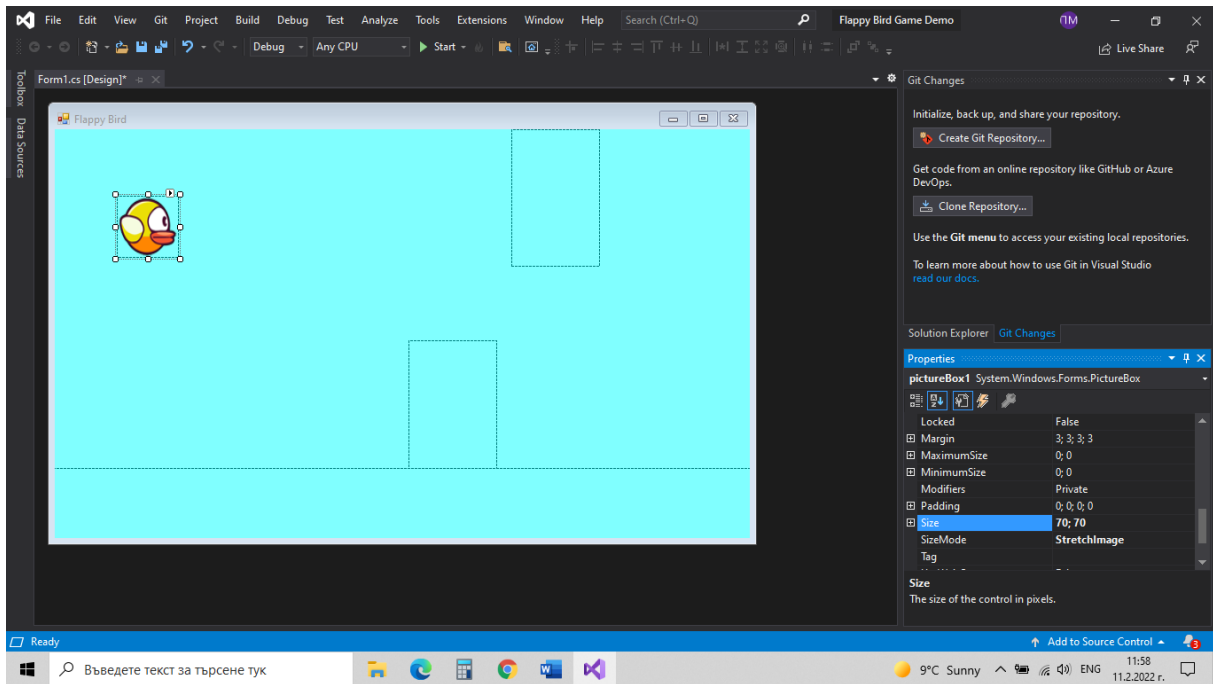 File Edit View Git Project Build Debug Test Analyze Tools Extensions Window Help Search (Ctrl+Q) Flappy Bird Game Demo ПМ
Debug Any CPU Start Live Share
Toolbox
Data Sources
Form1.cs [Design]*
Flappy Bird
Git Changes
Initialize, back up, and share your repository.
Create Git Repository...
Get code from an online repository like GitHub or Azure
DevOps.
Clone Repository...
Use the Git menu to access your existing local repositories.
To learn more about how to use Git in Visual Studio
read our docs.
Solution Explorer Git Changes
Properties
pictureBox1 System.Windows.Forms.PictureBox
Locked False
Margin 3; 3; 3; 3
MaximumSize 0; 0
MinimumSize 0; 0
Modifiers Private
Padding 0; 0; 0; 0
Size 70; 70
SizeMode StretchImage
Tag
Size
The size of the control in pixels.
Ready Add to Source Control 3
Въведете текст за търсене тук 9°C Sunny ENG 11:58
11.2.2022 г.